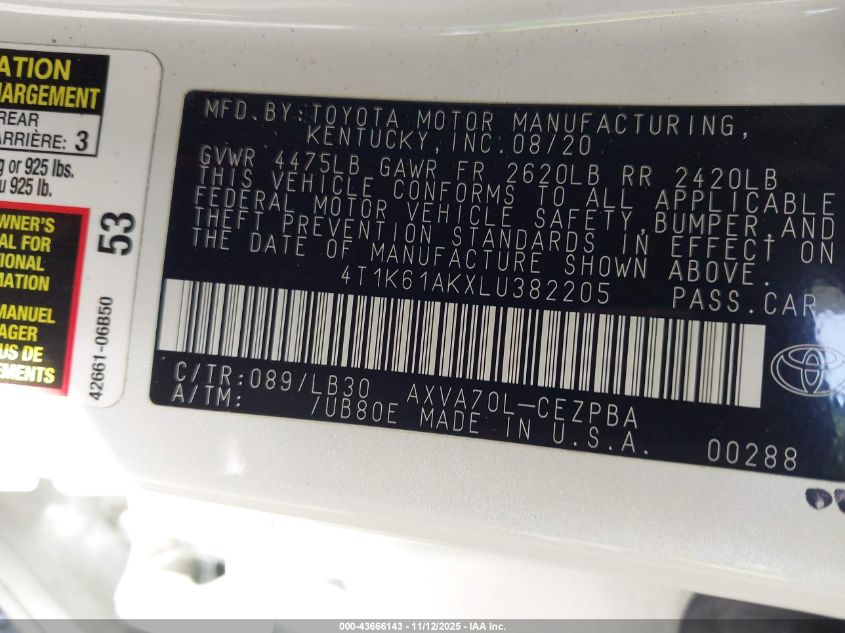 ATION
HARGEMENT
REAR
ARRIÈRE: 3
g or 925 lbs.
u 925 lb.
OWNER'S
AL FOR
TIONAL
RMATION
MANUEL
AGER
US DE
EMENTS
53
42661-06B50
MFD.BY:TOYOTA MOTOR MANUFACTURING,
KENTUCKY,INC.08/20
GVWR 4475LB GAWR FR 2620LB RR 2420LB
THIS VEHICLE CONFORMS TO ALL APPLICABLE
FEDERAL MOTOR VEHICLE SAFETY,BUMPER,AND
THEFT PREVENTION STANDARDS IN EFFECT ON
THE DATE OF MANUFACTURE SHOWN ABOVE.
4T1K61AKXLU382205 PASS.CAR
C/TR:089/LB30 AXVA70L-CEZPBA
A/TM: /UB80E MADE IN U.S.A.
00288
000-43666143 - 11/12/2025 - IAA Inc.